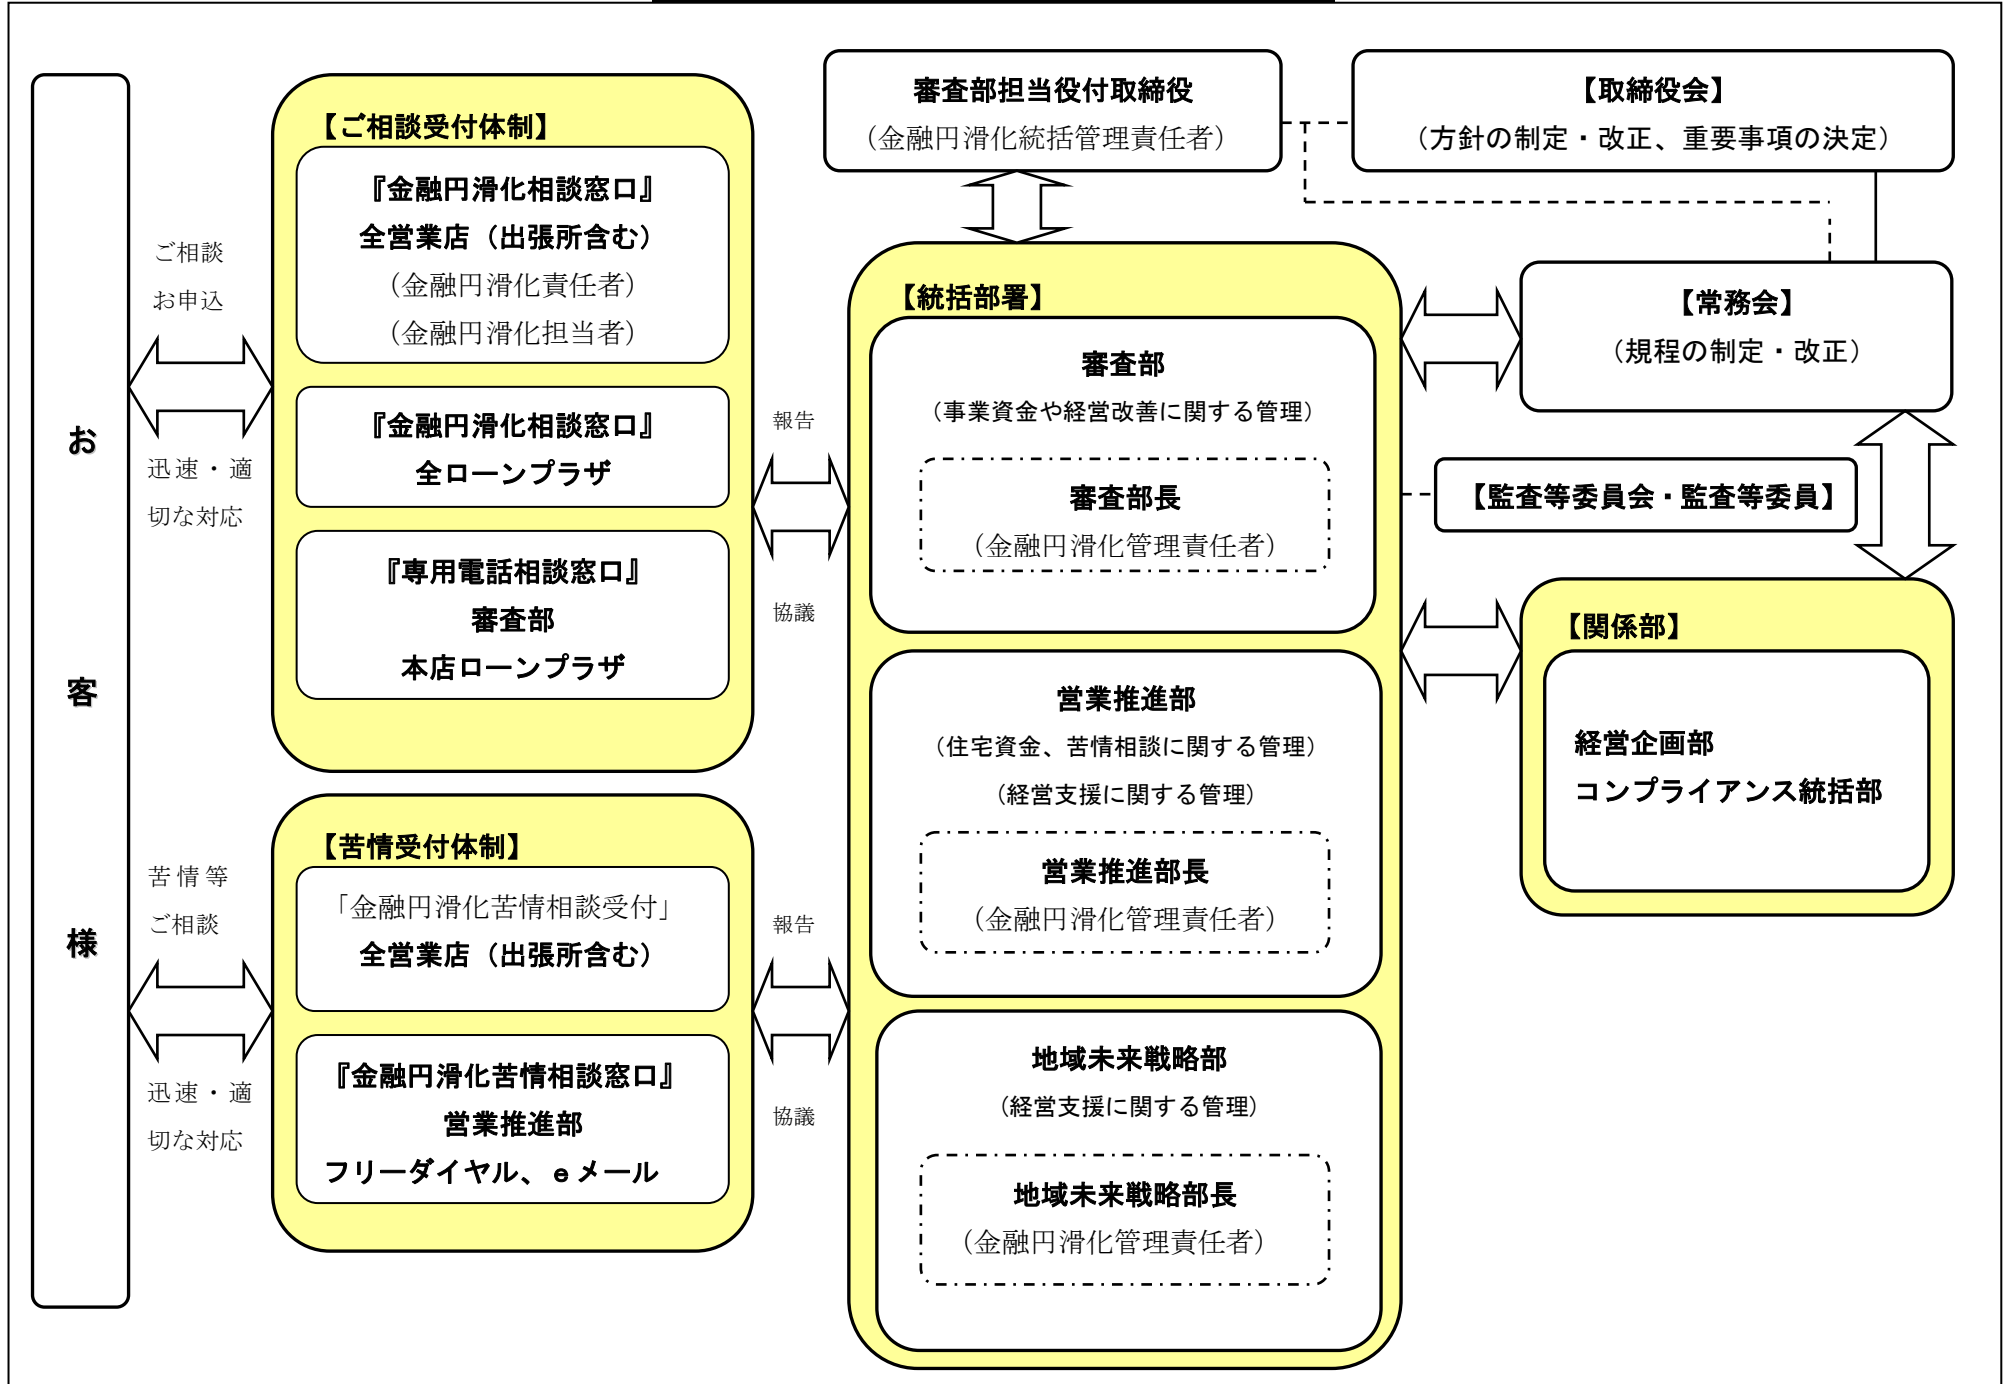 お
客
様
ご相談
お申込
迅速・適
切な対応
苦情等
ご相談
迅速・適
切な対応
【ご相談受付体制】
『金融円滑化相談窓口』
全営業店（出張所含む）
（金融円滑化責任者）
（金融円滑化担当者）
『金融円滑化相談窓口』
全ローンプラザ
『専用電話相談窓口』
審査部
本店ローンプラザ
【苦情受付体制】
「金融円滑化苦情相談受付」
全営業店（出張所含む）
『金融円滑化苦情相談窓口』
営業推進部
フリーダイヤル、ｅメール
報告
協議
報告
協議
審査部担当役付取締役
（金融円滑化統括管理責任者）
【統括部署】
審査部
（事業資金や経営改善に関する管理）
審査部長
（金融円滑化管理責任者）
営業推進部
（住宅資金、苦情相談に関する管理）
（経営支援に関する管理）
営業推進部長
（金融円滑化管理責任者）
地域未来戦略部
（経営支援に関する管理）
地域未来戦略部長
（金融円滑化管理責任者）
【取締役会】
（方針の制定・改正、重要事項の決定）
【常務会】
（規程の制定・改正）
【監査等委員会・監査等委員】
【関係部】
経営企画部
コンプライアンス統括部